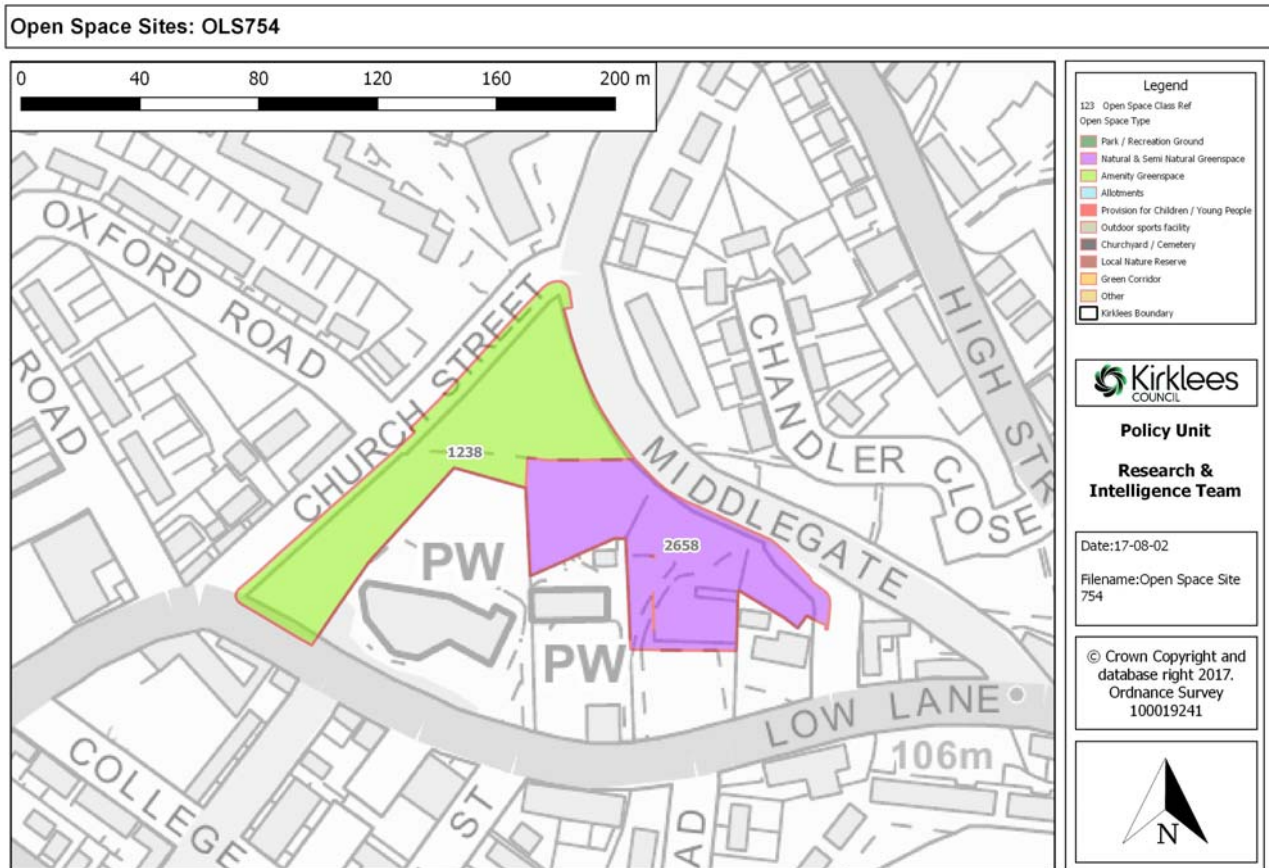 Open Space Sites: OLS754
0 40 80 120 160 200 m
OXFORD ROAD
ROAD
CHURCH STREET
HIGH STR
CHANDLER CLOSE
MIDDLEGATE
1238
2658
PW
PW
LOW LANE
106m
COLLEGE
ST
AD
Legend
123 Open Space Class Ref
Open Space Type
Park / Recreation Ground
Natural & Semi Natural Greenspace
Amenity Greenspace
Allotments
Provision for Children / Young People
Outdoor sports facility
Churchyard / Cemetery
Local Nature Reserve
Green Corridor
Other
Kirklees Boundary
Kirklees
COUNCIL
Policy Unit
Research &
Intelligence Team
Date:17-08-02
Filename:Open Space Site
754
© Crown Copyright and
database right 2017.
Ordnance Survey
100019241
N